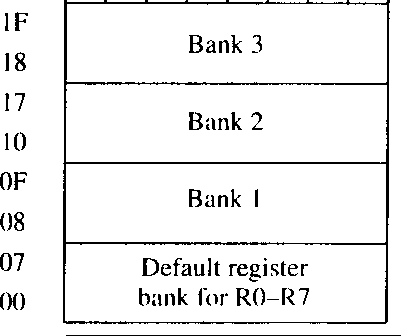 1F
Bank 3
18
17
Bank 2
10
0F
Bank 1
08
07
Default register
bank for R0–R7
00